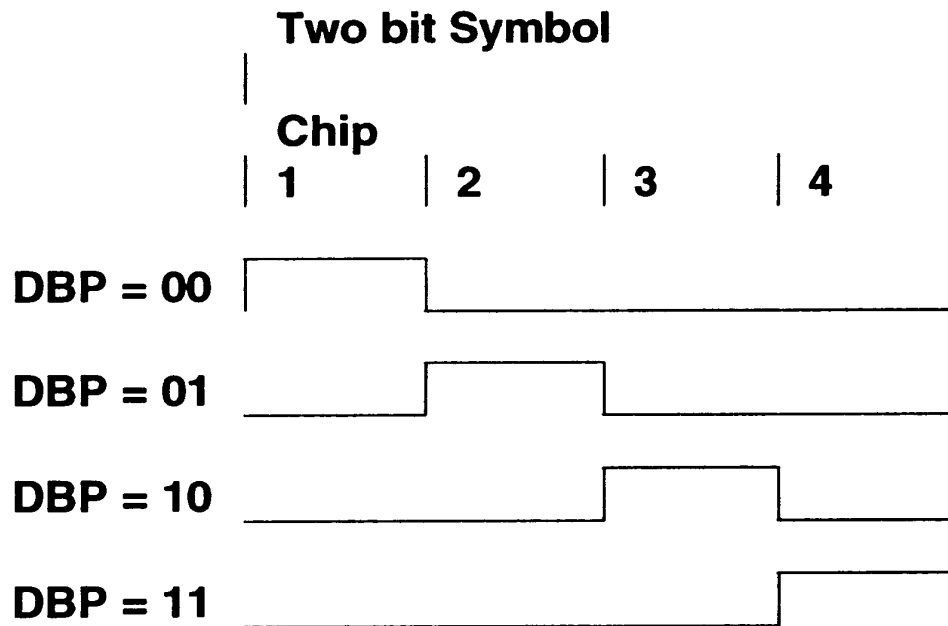 Two bit Symbol
Chip
1 2 3 4
DBP = 00
DBP = 01
DBP = 10
DBP = 11